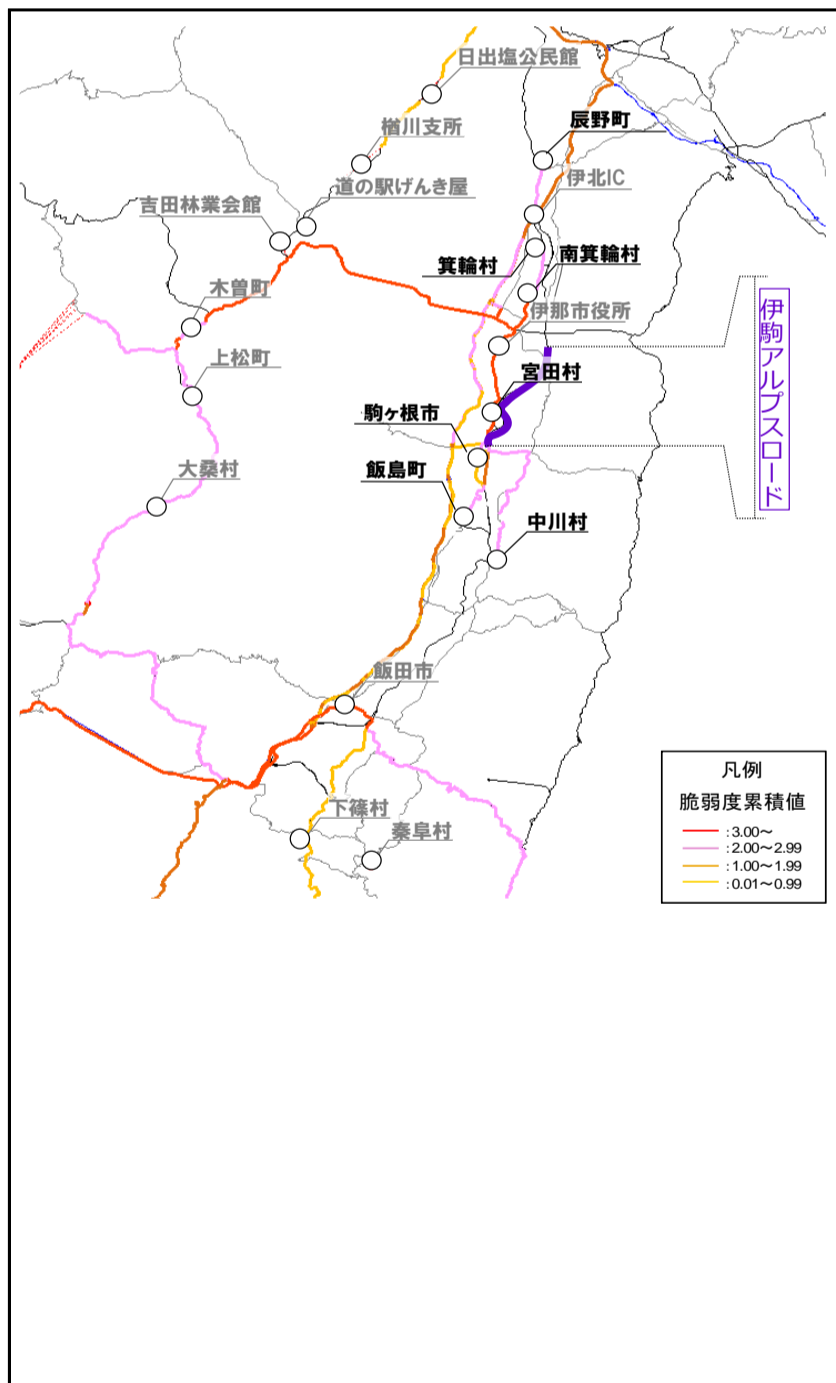 日出塩公民館
楢川支所
辰野町
道の駅げんき屋
伊北IC
吉田林業会館
箕輪村
南箕輪村
木曽町
伊那市役所
伊駒アルプスロード
上松町
宮田村
駒ヶ根市
飯島町
大桑村
中川村
飯田市
下篠村
秦阜村
凡例
脆弱度累積値
:3.00～
:2.00～2.99
:1.00～1.99
:0.01～0.99